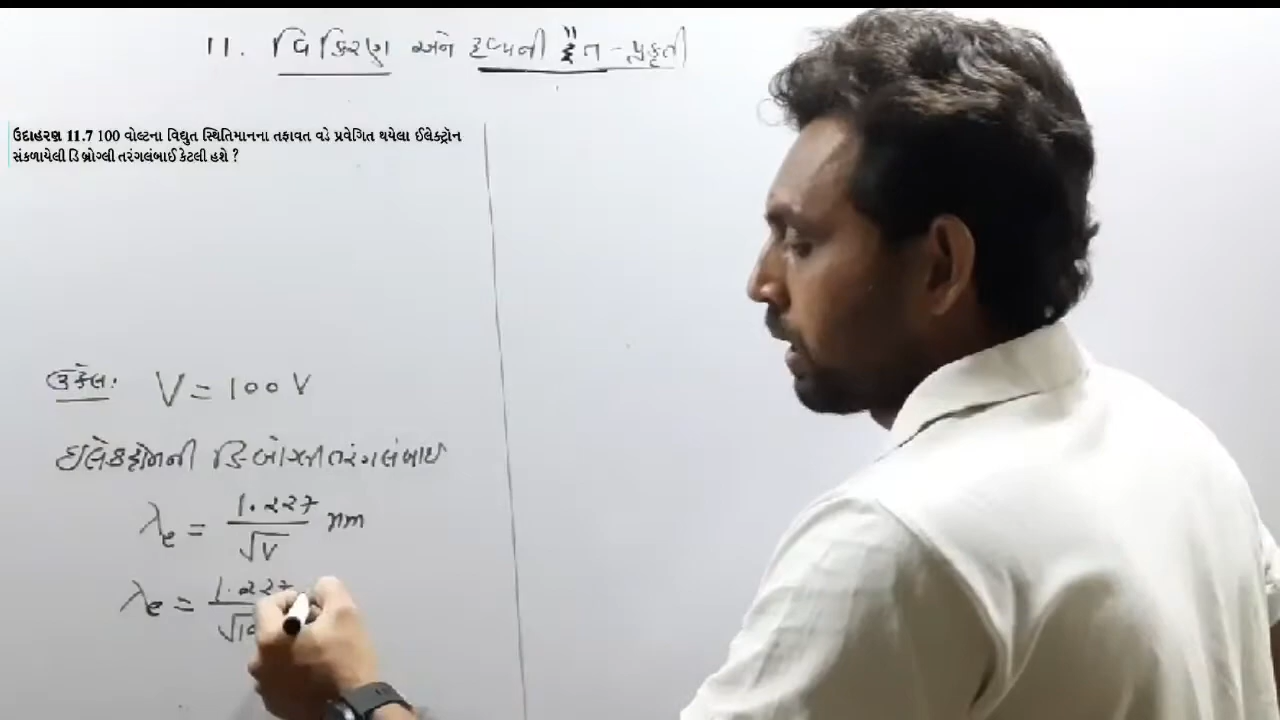 11. વિકિરણ અને દ્રવ્યની દ્વૈત-પ્રકૃતી
ઉદાહરણ 11.7 100 વોલ્ટના વિદ્યુત સ્થિતિમાનના તફાવત વડે પ્રવેગિત થયેલા ઈલેક્ટ્રોન
સંકળાયેલી ડિ બ્રોગ્લી તરંગલંબાઈ કેટલી હશે ?
ઉકેલ: V = 100 V
ઇલેક્ટ્રોનની ડિ-બ્રોગ્લી તરંગલંબાઇ
λe = 1.227 / √V nm
λe = 1.227 / √10